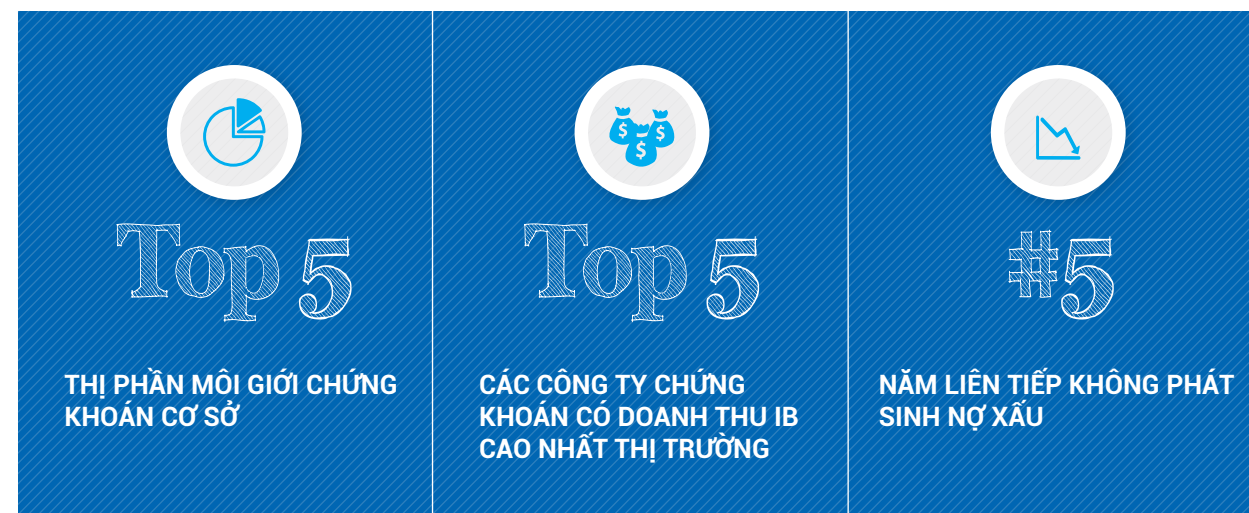 Top 5
THỊ PHẦN MÔI GIỚI CHỨNG
KHOÁN CƠ SỞ
Top 5
CÁC CÔNG TY CHỨNG
KHOÁN CÓ DOANH THU IB
CAO NHẤT THỊ TRƯỜNG
#5
NĂM LIÊN TIẾP KHÔNG PHÁT
SINH NỢ XẤU